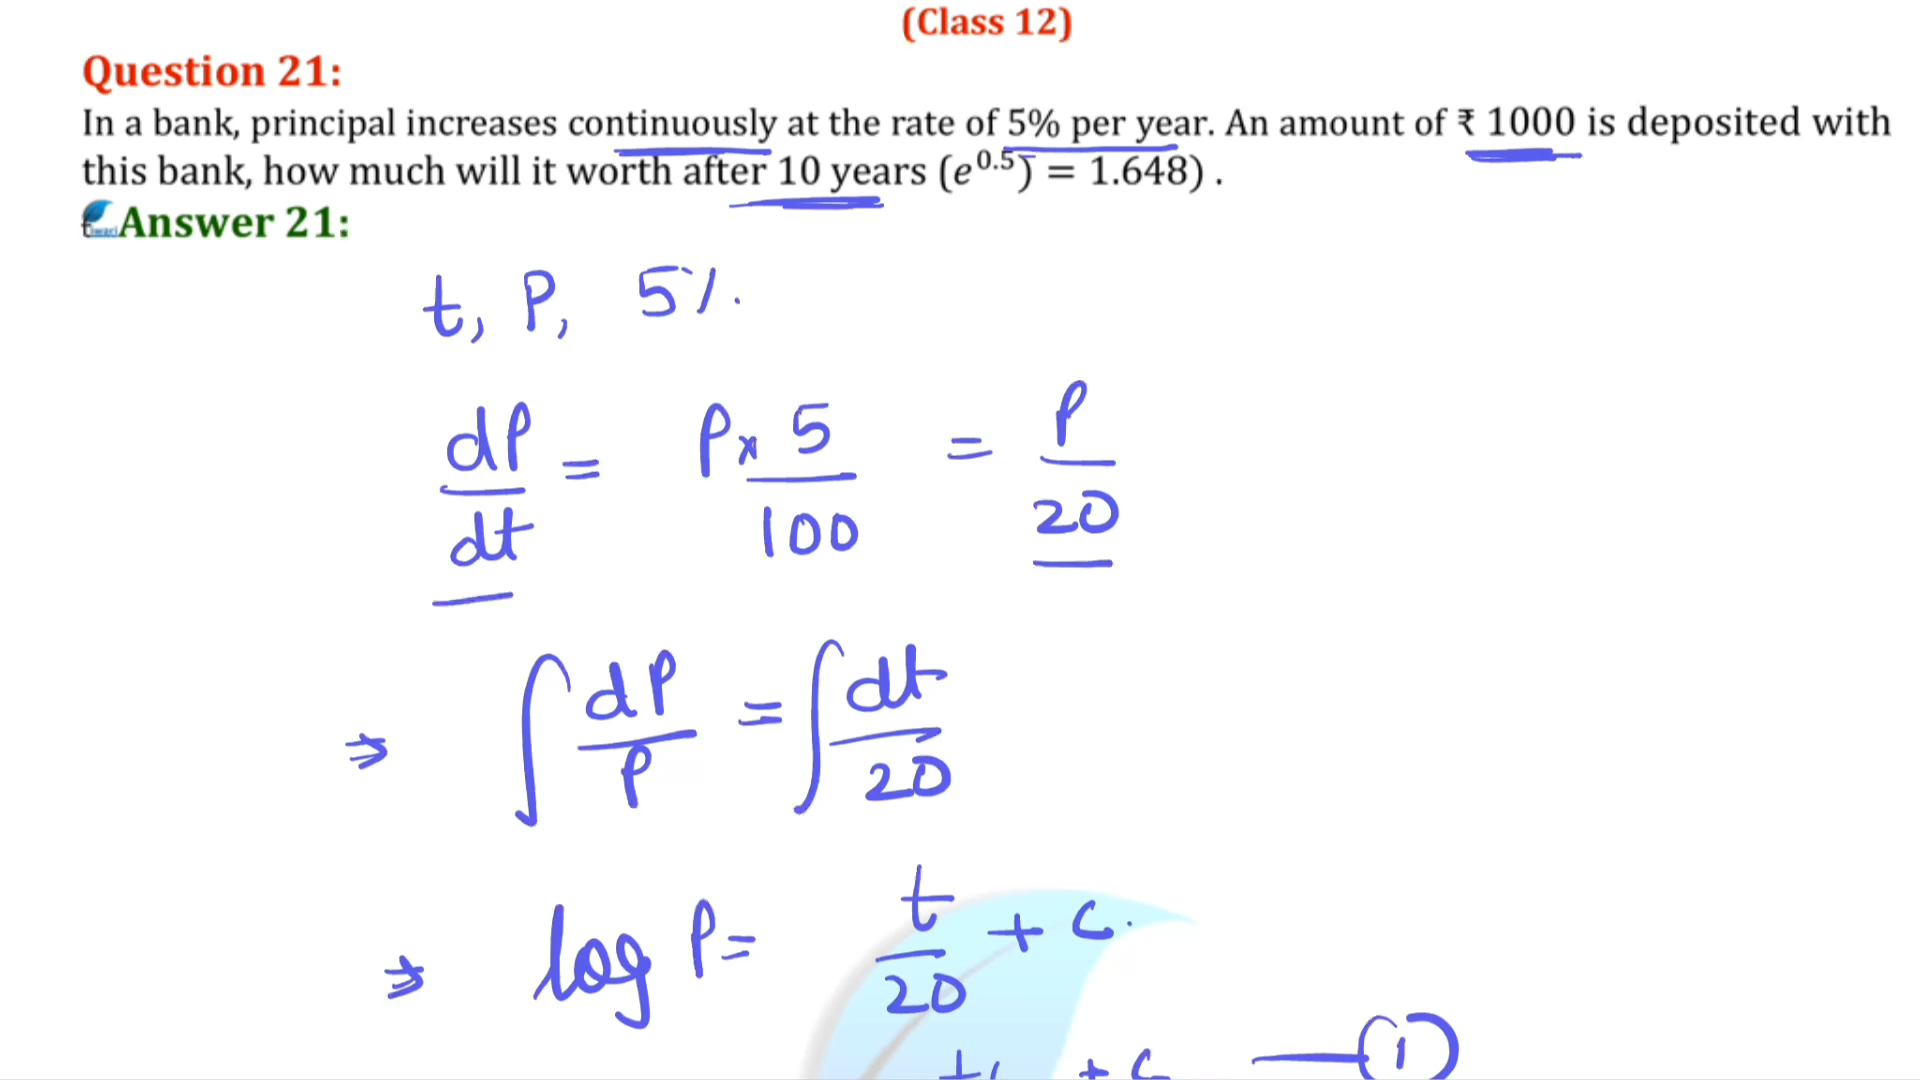 (Class 12)
Question 21:
In a bank, principal increases continuously at the rate of 5% per year. An amount of ₹ 1000 is deposited with
this bank, how much will it worth after 10 years (e^0.5) = 1.648) .
Answer 21:
t, P, 5%.
dP/dt = P × 5/100 = P/20
⇒ ∫ dP/P = ∫ dt/20
⇒ log P = t/20 + C.
+ C — (1)